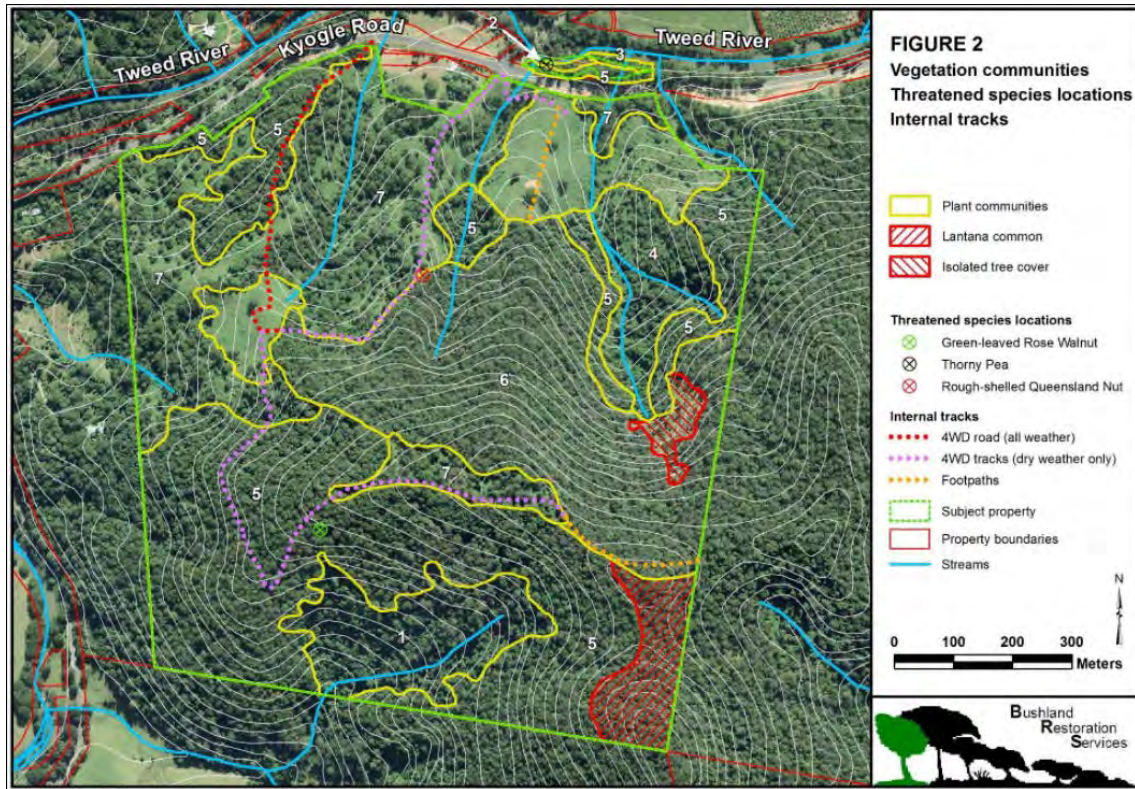 2
Tweed River
Kyogle Road
Tweed River
3
5
7
5
5
7
5
5
4
7
5
5
6
7
5
1
5
FIGURE 2
Vegetation communities
Threatened species locations
Internal tracks
Plant communities
Lantana common
Isolated tree cover
Threatened species locations
Green-leaved Rose Walnut
Thorny Pea
Rough-shelled Queensland Nut
Internal tracks
4WD road (all weather)
4WD tracks (dry weather only)
Footpaths
Subject property
Property boundaries
Streams
N
0 100 200 300
Meters
Bushland
Restoration
Services